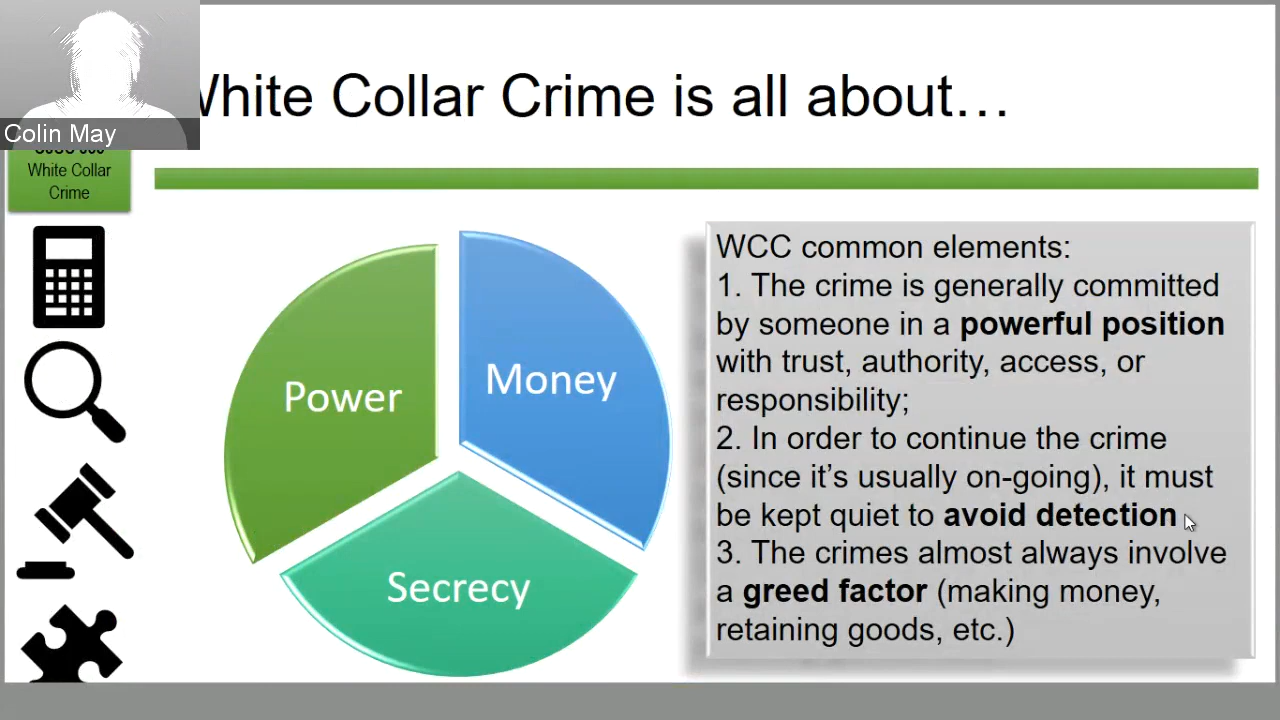 White Collar Crime is all about…
Colin May
White Collar
Crime
Power
Money
Secrecy
WCC common elements:
1. The crime is generally committed
by someone in a powerful position
with trust, authority, access, or
responsibility;
2. In order to continue the crime
(since it’s usually on-going), it must
be kept quiet to avoid detection
3. The crimes almost always involve
a greed factor (making money,
retaining goods, etc.)